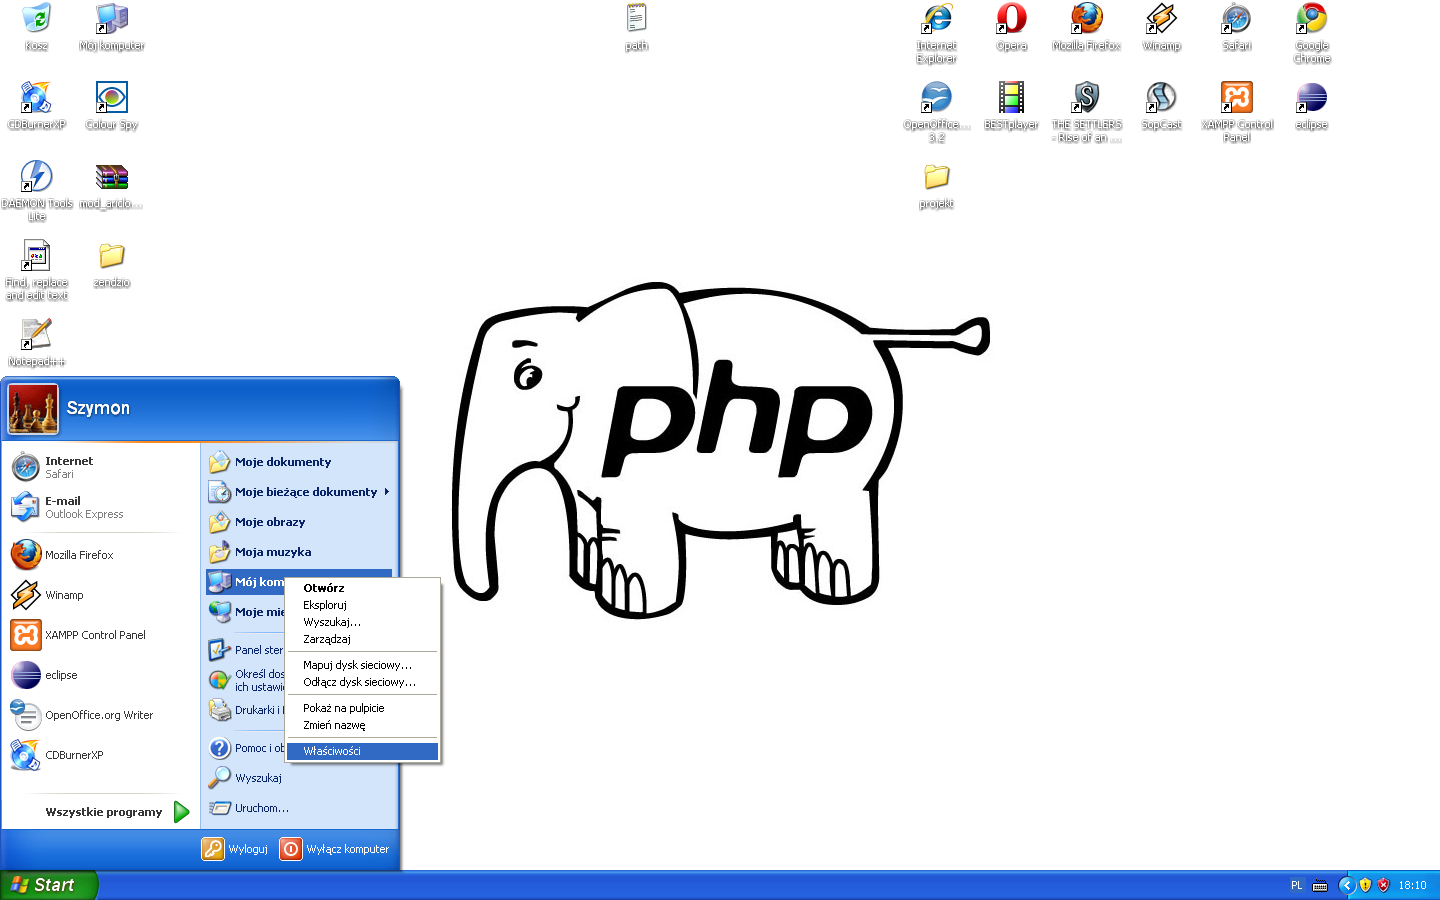 Kosz
Mój komputer
path
Internet
Explorer
Opera
Mozilla Firefox
Winamp
Safari
Google
Chrome
CDBurnerXP
Colour Spy
OpenOffice...
3.2
BESTplayer
THE SETTLERS
- Rise of an ...
SopCast
XAMPP Control
Panel
eclipse
DAEMON Tools
Lite
mod_ariclo...
projekt
Find, replace
and edit text
zendzio
Notepad++
php
Szymon
Internet
Safari
E-mail
Outlook Express
Mozilla Firefox
Winamp
XAMPP Control Panel
eclipse
OpenOffice.org Writer
CDBurnerXP
Wszystkie programy
Moje dokumenty
Moje bieżące dokumenty
Moje obrazy
Moja muzyka
Mój kom
Moje mie
Panel ster
Określ dos
ich ustawi
Drukarki i
Pomoc i ob
Wyszukaj
Uruchom...
Otwórz
Eksploruj
Wyszukaj...
Zarządzaj
Mapuj dysk sieciowy...
Odłącz dysk sieciowy...
Pokaż na pulpicie
Zmień nazwę
Właściwości
Wyloguj
Wyłącz komputer
Start
PL
18:10